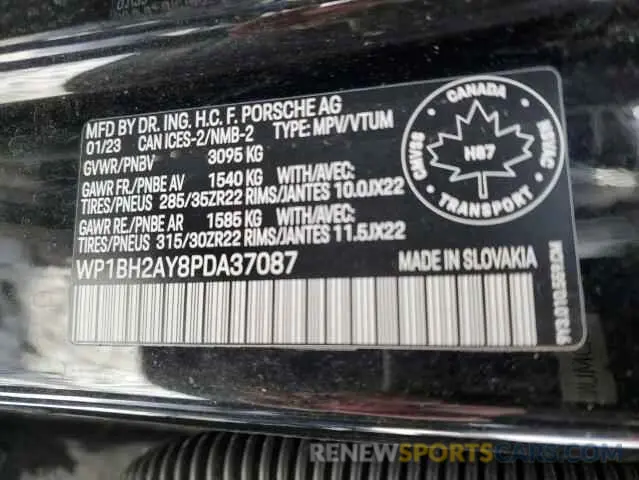 MFD BY DR. ING. H.C. F. PORSCHE AG
01/23 CAN ICES-2/NMB-2 TYPE: MPV/VTUM
GVWR/PNBV 3095 KG
GAWR FR./PNBE AV 1540 KG WITH/AVEC:
TIRES/PNEUS 285/35ZR22 RIMS/JANTES 10.0JX22
GAWR RE./PNBE AR 1585 KG WITH/AVEC:
TIRES/PNEUS 315/30ZR22 RIMS/JANTES 11.5JX22
WP1BH2AY8PDA37087 MADE IN SLOVAKIA
CANADA
CMVSS
NSVAC
N87
TRANSPORT
RENEWSPORTSCARS.COM